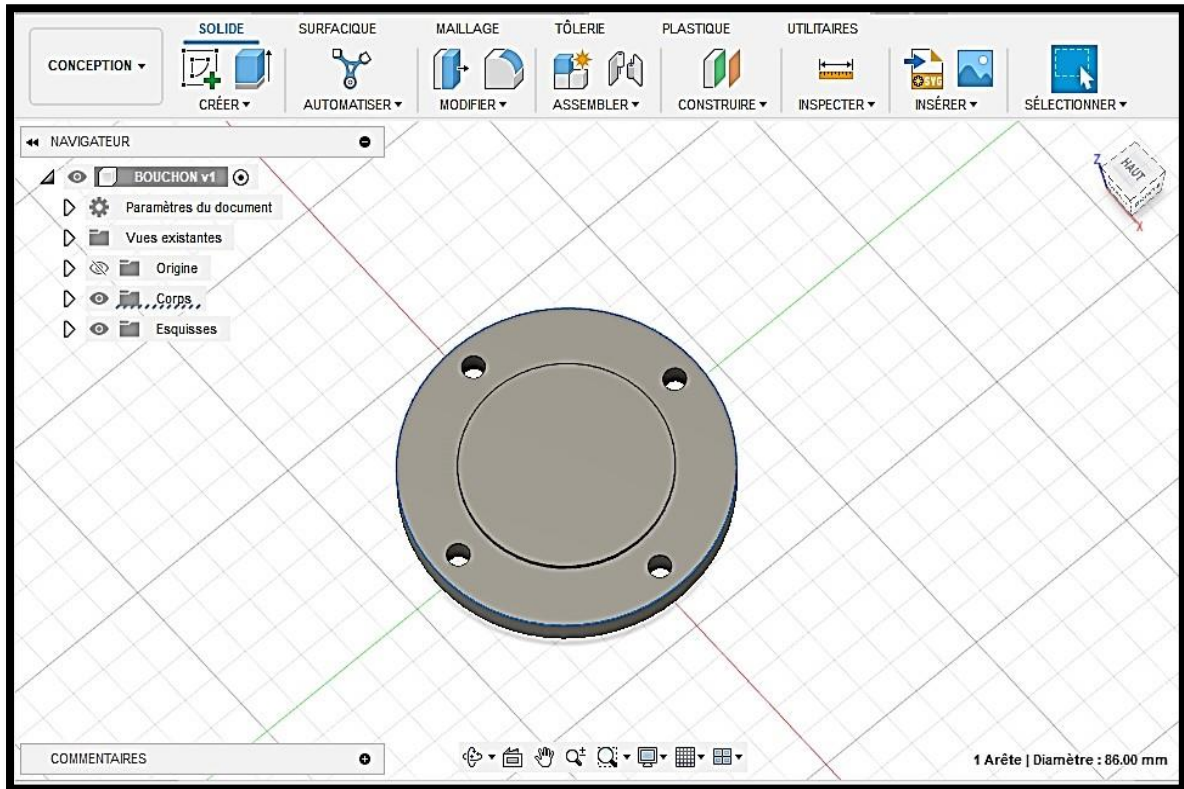 SOLIDE SURFACIQUE MAILLAGE TÔLERIE PLASTIQUE UTILITAIRES
CONCEPTION
CRÉER AUTOMATISER MODIFIER ASSEMBLER CONSTRUIRE INSPECTER INSÉRER SÉLECTIONNER
SVG
NAVIGATEUR
BOUCHON v1
Paramètres du document
Vues existantes
Origine
Corps
Esquisses
Z
HAUT
X
COMMENTAIRES
1 Arête | Diamètre : 86.00 mm